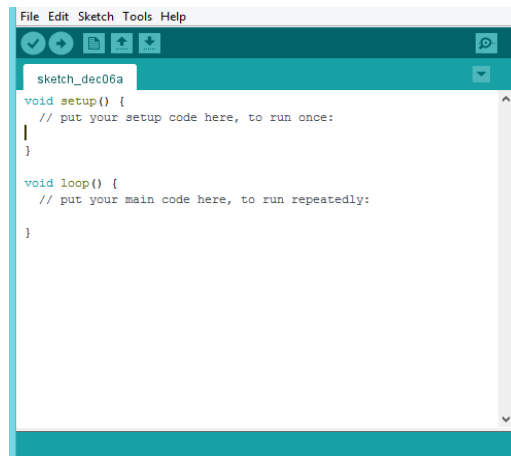 File Edit Sketch Tools Help
sketch_dec06a
void setup() {
  // put your setup code here, to run once:

}

void loop() {
  // put your main code here, to run repeatedly:

}